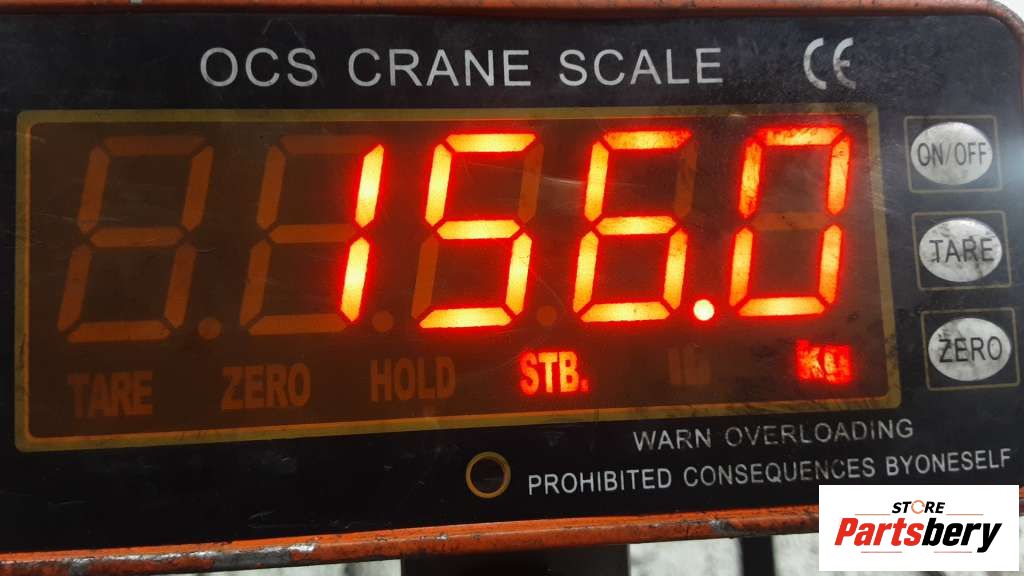 OCS CRANE SCALE CE
156.0
ON/OFF
TARE
ZERO
TARE ZERO HOLD STB. lb kg
WARN OVERLOADING
PROHIBITED CONSEQUENCES BYONESELF
STORE
Partsbery